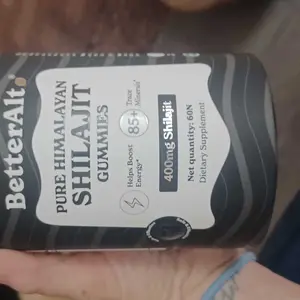 BetterAlt
PURE HIMALAYAN
SHILAJIT
GUMMIES
Helps Boost
Energy
85+
Trace
Minerals
400mg Shilajit
Net quantity: 60N
Dietary Supplement